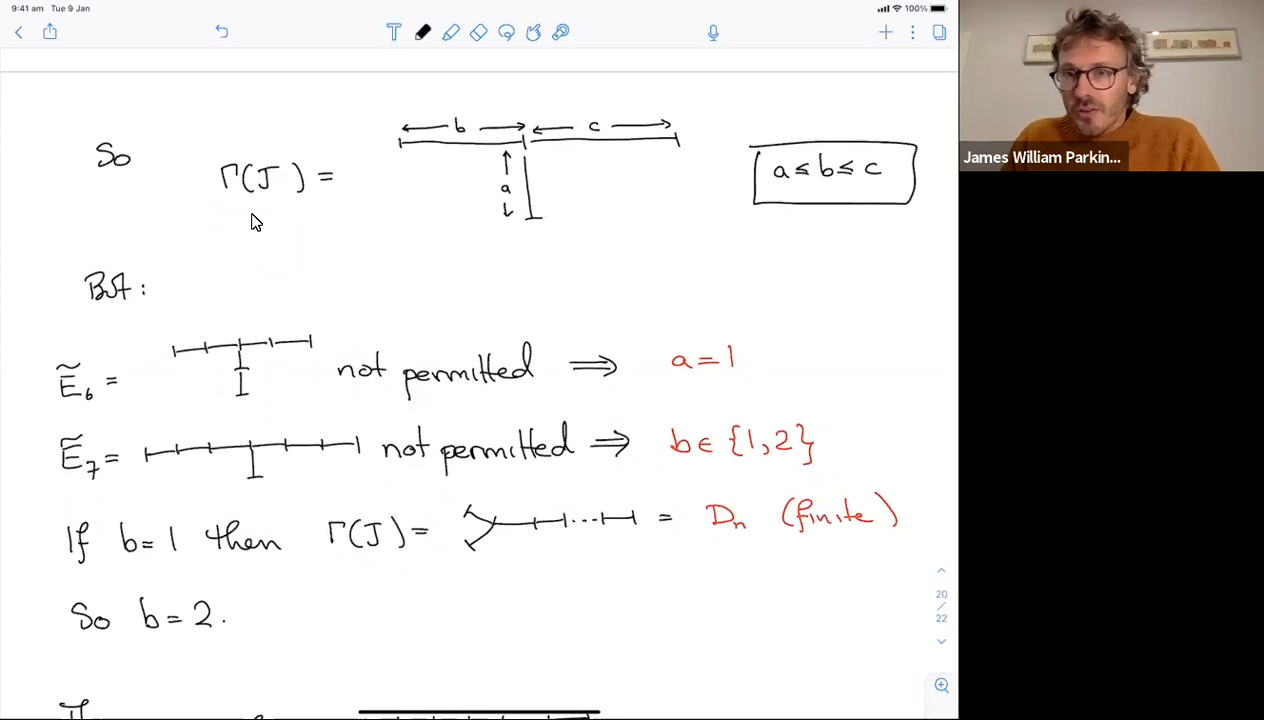 9:41 am Tue 9 Jan
100%
So Γ(J) =
b
c
a
a ≤ b ≤ c
But:
Ẽ₆ = not permitted ⟹ a = 1
Ẽ₇ = not permitted ⟹ b ∈ {1, 2}
If b = 1 then Γ(J) = ... = Dₙ (finite)
So b = 2.
20
/
22
James William Parkin...